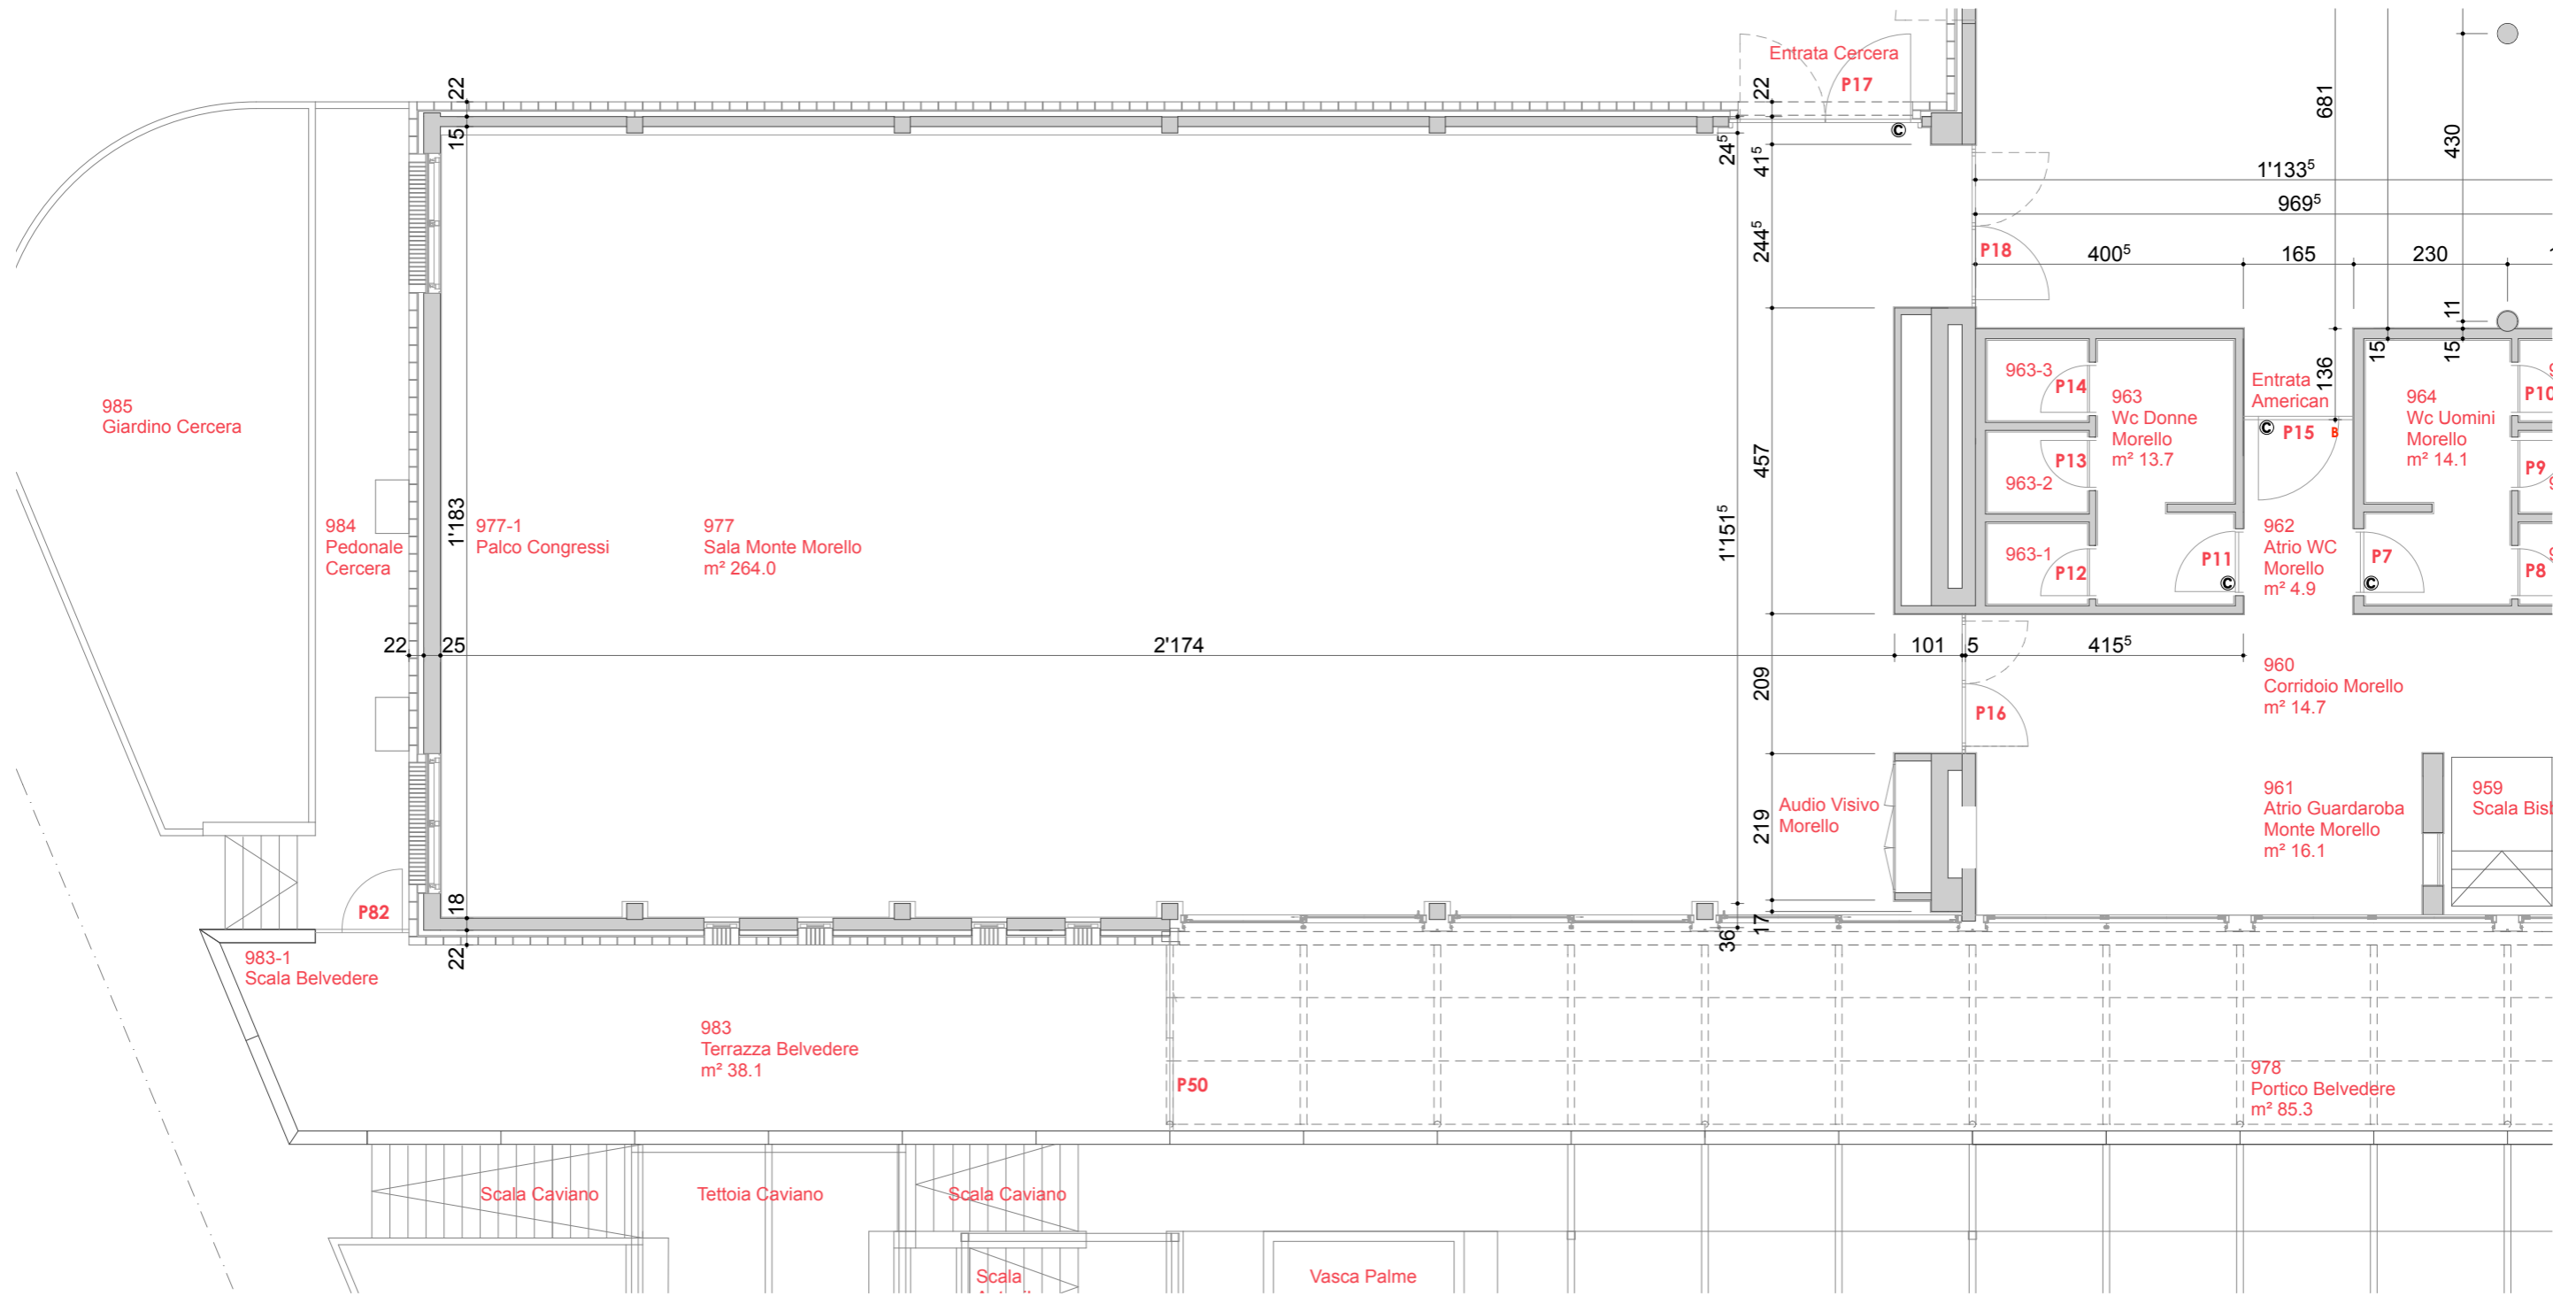 Entrata Cercera
P17
22
15
22
24⁵
41⁵
681
430
1'133⁵
969⁵
244⁵
P18
400⁵
165
230
11
15
15
136
985
Giardino Cercera
963-3
P14
963
Wc Donne
Morello
m² 13.7
Entrata
American
© P15 B
964
Wc Uomini
Morello
m² 14.1
P10
457
P13
963-2
P9
984
Pedonale
Cercera
1'183
977-1
Palco Congressi
977
Sala Monte Morello
m² 264.0
1'151⁵
963-1
P12
P11
962
Atrio WC
Morello
m² 4.9
P7
P8
©
©
©
22
25
2'174
101
5
415⁵
209
P16
960
Corridoio Morello
m² 14.7
Audio Visivo
Morello
219
961
Atrio Guardaroba
Monte Morello
m² 16.1
959
Scala Bisb
P82
18
22
17
36
983-1
Scala Belvedere
983
Terrazza Belvedere
m² 38.1
P50
978
Portico Belvedere
m² 85.3
Scala Caviano
Tettoia Caviano
Scala Caviano
Scala
Vasca Palme